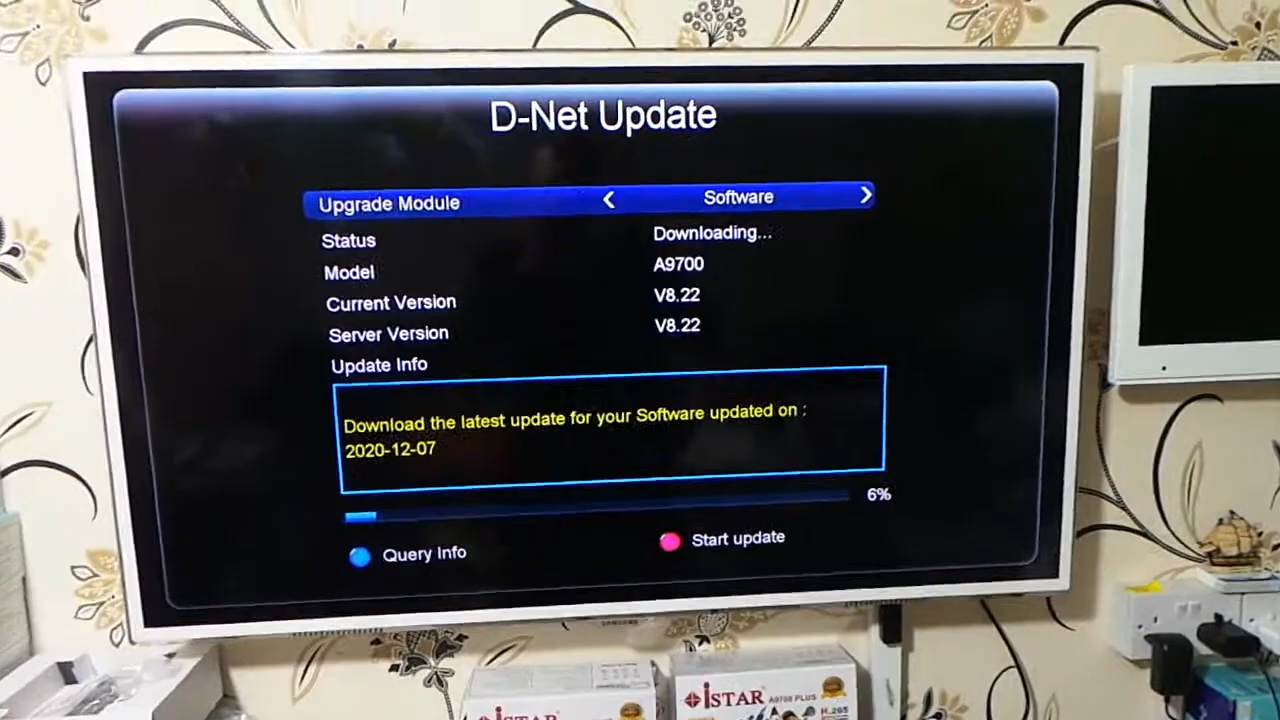 D-Net Update
Upgrade Module < Software >
Status Downloading...
Model A9700
Current Version V8.22
Server Version V8.22
Update Info
Download the latest update for your Software updated on :
2020-12-07
6%
Query Info Start update
SAMSUNG
iSTAR
iSTAR A9700 PLUS
H.265